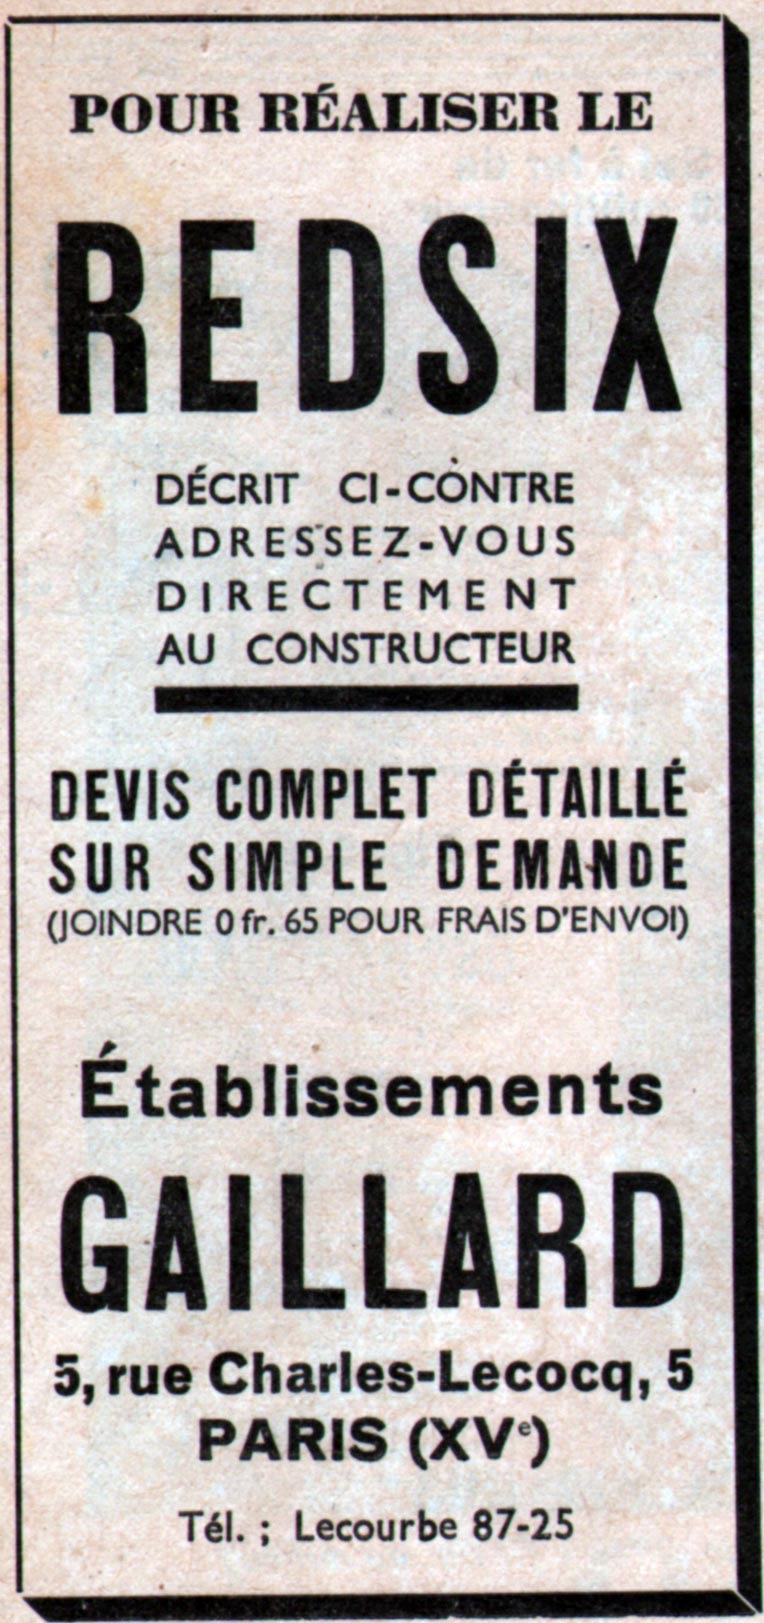 POUR RÉALISER LE
REDSIX
DÉCRIT CI-CONTRE
ADRESSEZ-VOUS
DIRECTEMENT
AU CONSTRUCTEUR
DEVIS COMPLET DÉTAILLÉ
SUR SIMPLE DEMANDE
(JOINDRE 0 fr. 65 POUR FRAIS D'ENVOI)
Établissements
GAILLARD
5, rue Charles-Lecocq, 5
PARIS (XVe)
Tél. ; Lecourbe 87-25